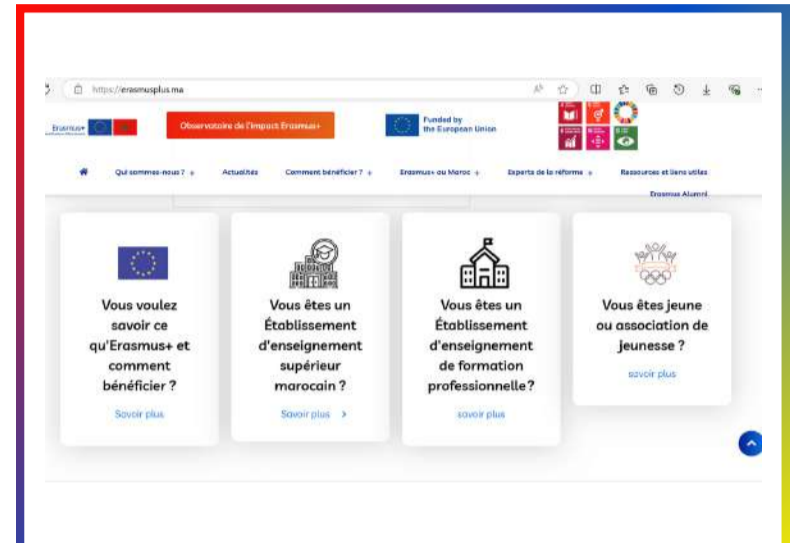 https://erasmusplus.ma
Erasmus+
Observatoire de l'Impact Erasmus+
Funded by
the European Union
Qui sommes-nous ? +
Actualités
Comment bénéficier ? +
Erasmus+ au Maroc +
Experts de la réforme +
Ressources et liens utiles
Erasmus Alumni
Vous voulez
savoir ce
qu'Erasmus+ et
comment
bénéficier ?
Savoir plus
Vous êtes un
Établissement
d'enseignement
supérieur
marocain ?
Savoir plus >
Vous êtes un
Établissement
d'enseignement
de formation
professionnelle?
savoir plus
Vous êtes jeune
ou association de
jeunesse ?
savoir plus